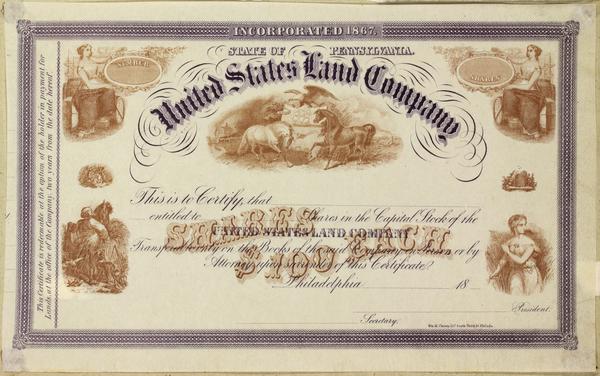 INCORPORATED 1867.
STATE OF PENNSYLVANIA.
NUMBER
SHARES
United States Land Company
This Certificate is redeemable at the option of the holder in payment for
Lands, at the office of the Company, two years from the date hereof
This is to Certify, that
entitled to Shares in the Capital Stock of the
UNITED STATES LAND COMPANY
SHARES EACH
$100
Transferable only on the Books of the said Company in Person or by
Attorney upon surrender of this Certificate
Philadelphia 18
President.
Secretary.